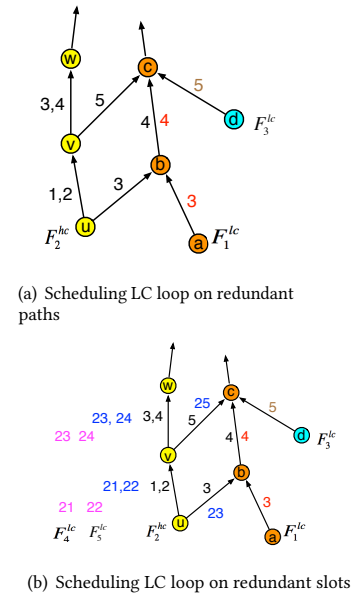 w
c
3,4
5
5
4
4
d
F_3^{lc}
v
b
1,2
3
3
u
F_2^{hc}
a
F_1^{lc}
(a) Scheduling LC loop on redundant
paths
w
25
c
23, 24
3,4
5
5
23 24
4
4
d
F_3^{lc}
v
b
21,22
1,2
3
3
21 22
23
u
F_4^{lc} F_5^{lc} F_2^{hc}
a
F_1^{lc}
(b) Scheduling LC loop on redundant slots